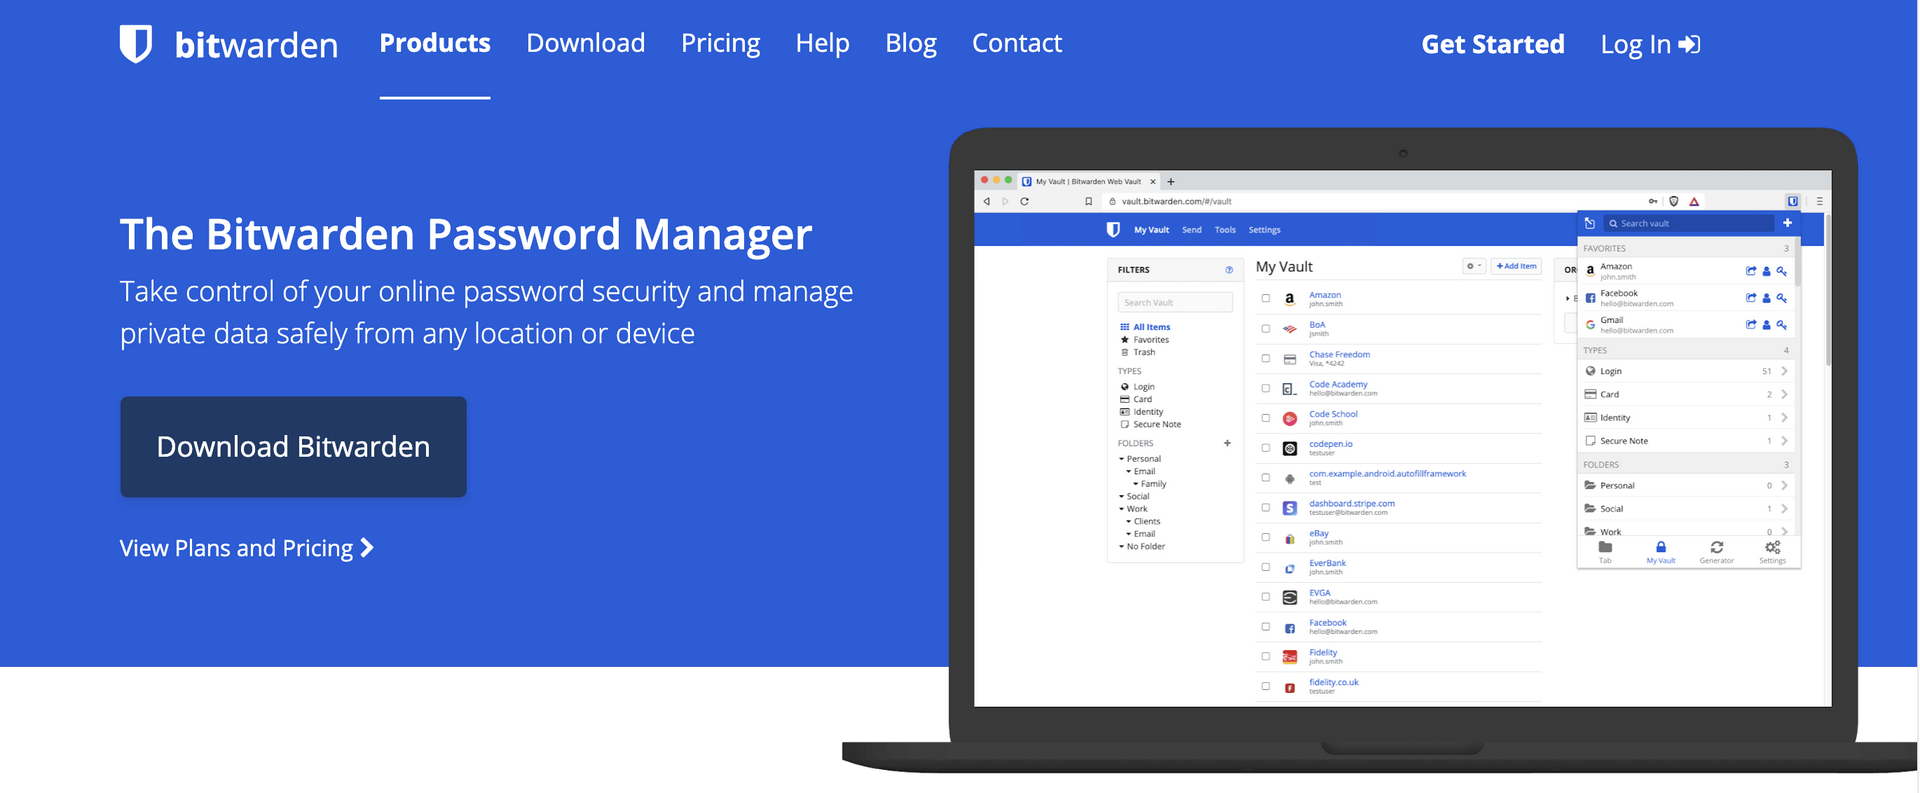 bitwarden
Products Download Pricing Help Blog Contact
Get Started Log In
The Bitwarden Password Manager
Take control of your online password security and manage
private data safely from any location or device
Download Bitwarden
View Plans and Pricing
My Vault | Bitwarden Web Vault
vault.bitwarden.com/#/vault
My Vault Send Tools Settings
FILTERS
Search Vault
All Items
Favorites
Trash
TYPES
Login
Card
Identity
Secure Note
FOLDERS
Personal
Email
Family
Social
Work
Clients
Email
No Folder
My Vault
Add Item
Amazon
john.smith
BoA
jsmith
Chase Freedom
Visa, *4242
Code Academy
hello@bitwarden.com
Code School
john.smith
codepen.io
testuser
com.example.android.autofillframework
test
dashboard.stripe.com
testuser@bitwarden.com
eBay
john.smith
EverBank
john.smith
EVGA
hello@bitwarden.com
Facebook
hello@bitwarden.com
Fidelity
john.smith
fidelity.co.uk
testuser
Search vault
FAVORITES 3
Amazon
john.smith
Facebook
hello@bitwarden.com
Gmail
hello@bitwarden.com
TYPES 4
Login 51
Card 2
Identity 1
Secure Note 1
FOLDERS 3
Personal 0
Social 1
Work 0
Tab My Vault Generator Settings